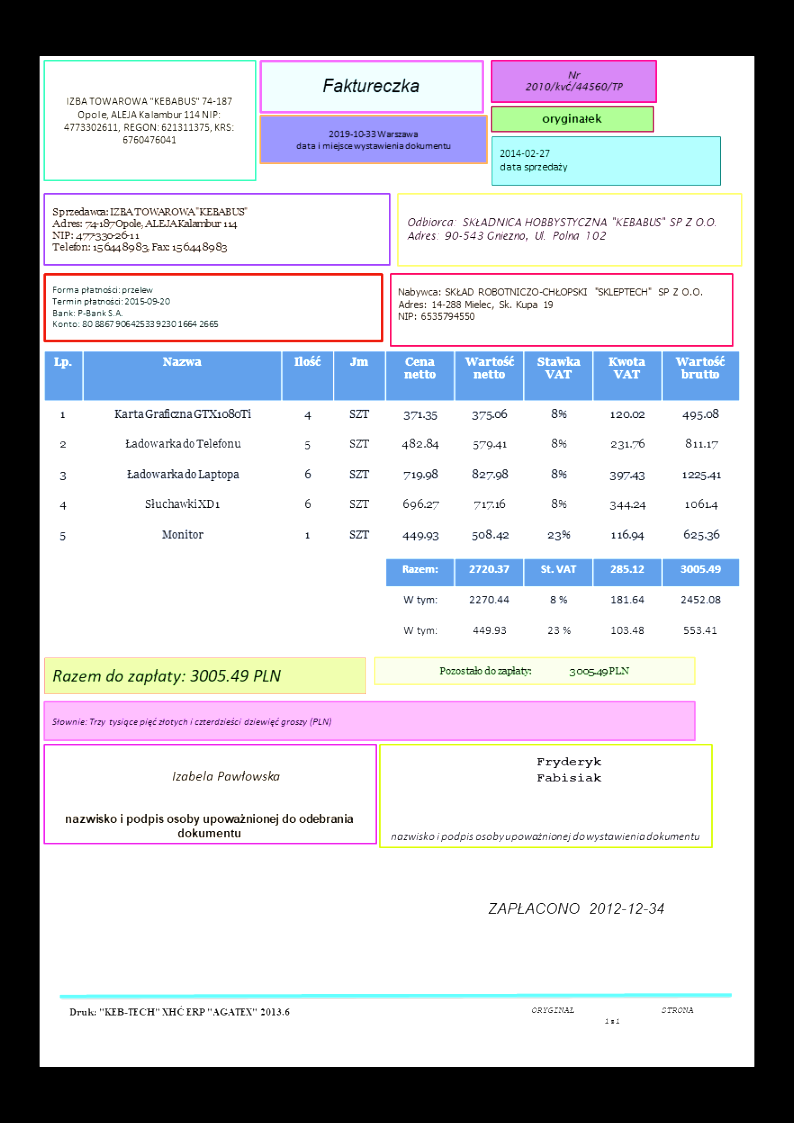 IZBA TOWAROWA "KEBABUS" 74-187
Opole, ALEJA Kalambur 114 NIP:
4773302611, REGON: 621311375, KRS:
6760476041
Faktureczka
2019-10-33 Warszawa
data i miejsce wystawienia dokumentu
Nr
2010/kvć/44560/TP
oryginałek
2014-02-27
data sprzedaży
Sprzedawca: IZBA TOWAROWA "KEBABUS"
Adres: 74-187 Opole, ALEJA Kalambur 114
NIP: 477-330-26-11
Telefon: 156448983, Fax: 156448983
Odbiorca: SKŁADNICA HOBBYSTYCZNA "KEBABUS" SP Z O.O.
Adres: 90-543 Gniezno, Ul. Polna 102
Forma płatności: przelew
Termin płatności: 2015-09-20
Bank: P-Bank S.A.
Konto: 80 8867 9064 2533 9230 1664 2665
Nabywca: SKŁAD ROBOTNICZO-CHŁOPSKI "SKLEPTECH" SP Z O.O.
Adres: 14-288 Mielec, Sk. Kupa 19
NIP: 6535794550
Lp. Nazwa Ilość Jm Cena netto Wartość netto Stawka VAT Kwota VAT Wartość brutto
1 Karta Graficzna GTX1080Ti 4 SZT 371.35 375.06 8% 120.02 495.08
2 Ładowarka do Telefonu 5 SZT 482.84 579.41 8% 231.76 811.17
3 Ładowarka do Laptopa 6 SZT 719.98 827.98 8% 397.43 1225.41
4 Słuchawki XD1 6 SZT 696.27 717.16 8% 344.24 1061.4
5 Monitor 1 SZT 449.93 508.42 23% 116.94 625.36
Razem: 2720.37 St. VAT 285.12 3005.49
W tym: 2270.44 8 % 181.64 2452.08
W tym: 449.93 23 % 103.48 553.41
Razem do zapłaty: 3005.49 PLN
Pozostało do zapłaty: 3005.49 PLN
Słownie: Trzy tysiące pięć złotych i czterdzieści dziewięć groszy (PLN)
Izabela Pawłowska
nazwisko i podpis osoby upoważnionej do odebrania
dokumentu
Fryderyk
Fabisiak
nazwisko i podpis osoby upoważnionej do wystawienia dokumentu
ZAPŁACONO 2012-12-34
Druk: "KEB-TECH" XHĆ ERP "AGATEX" 2013.6
ORYGINAŁ STRONA
1 z 1